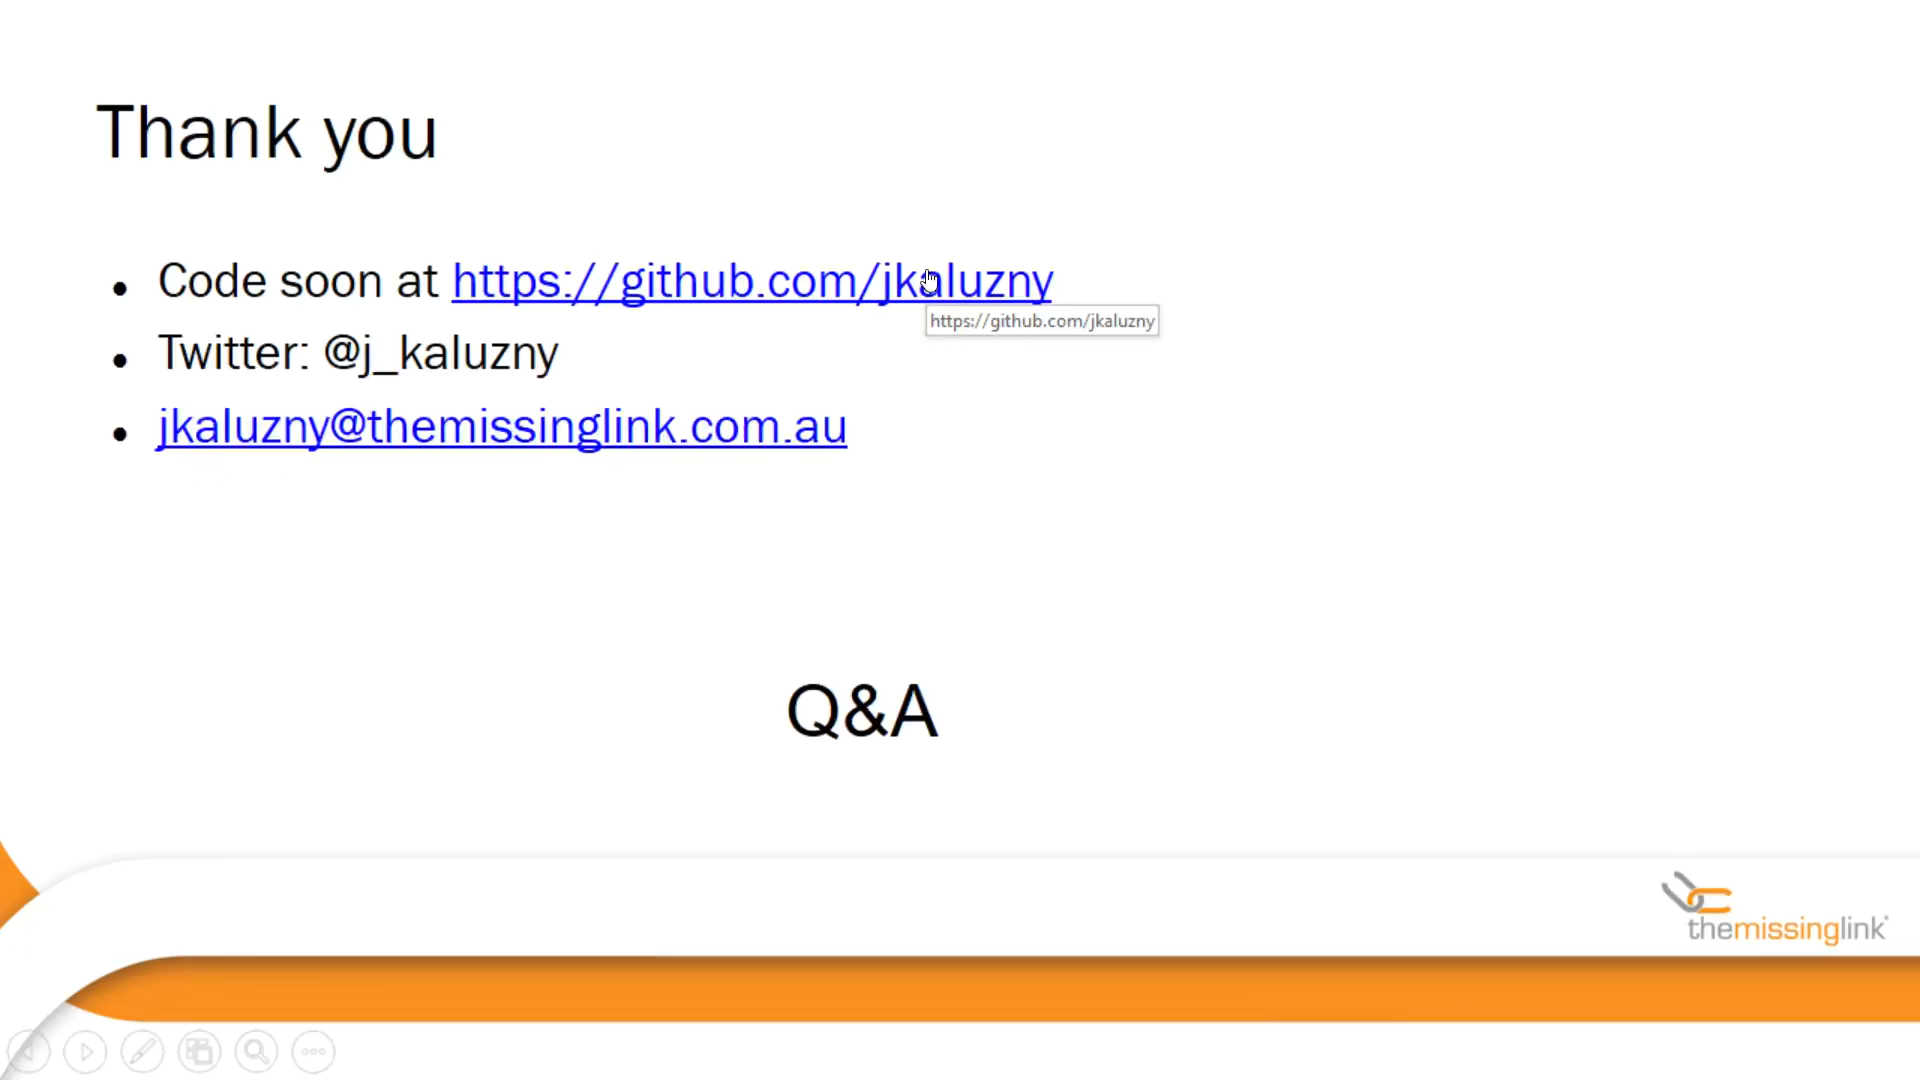 Thank you
• Code soon at https://github.com/jkaluzny
https://github.com/jkaluzny
• Twitter: @j_kaluzny
• jkaluzny@themissinglink.com.au
Q&A
themissinglink®